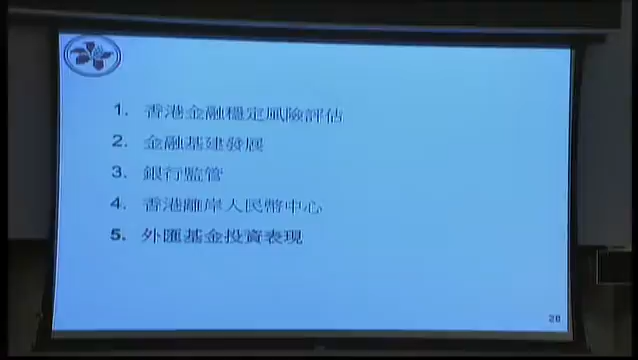 1. 香港金融穩定風險評估
2. 金融基建發展
3. 銀行監管
4. 香港離岸人民幣中心
5. 外匯基金投資表現
20